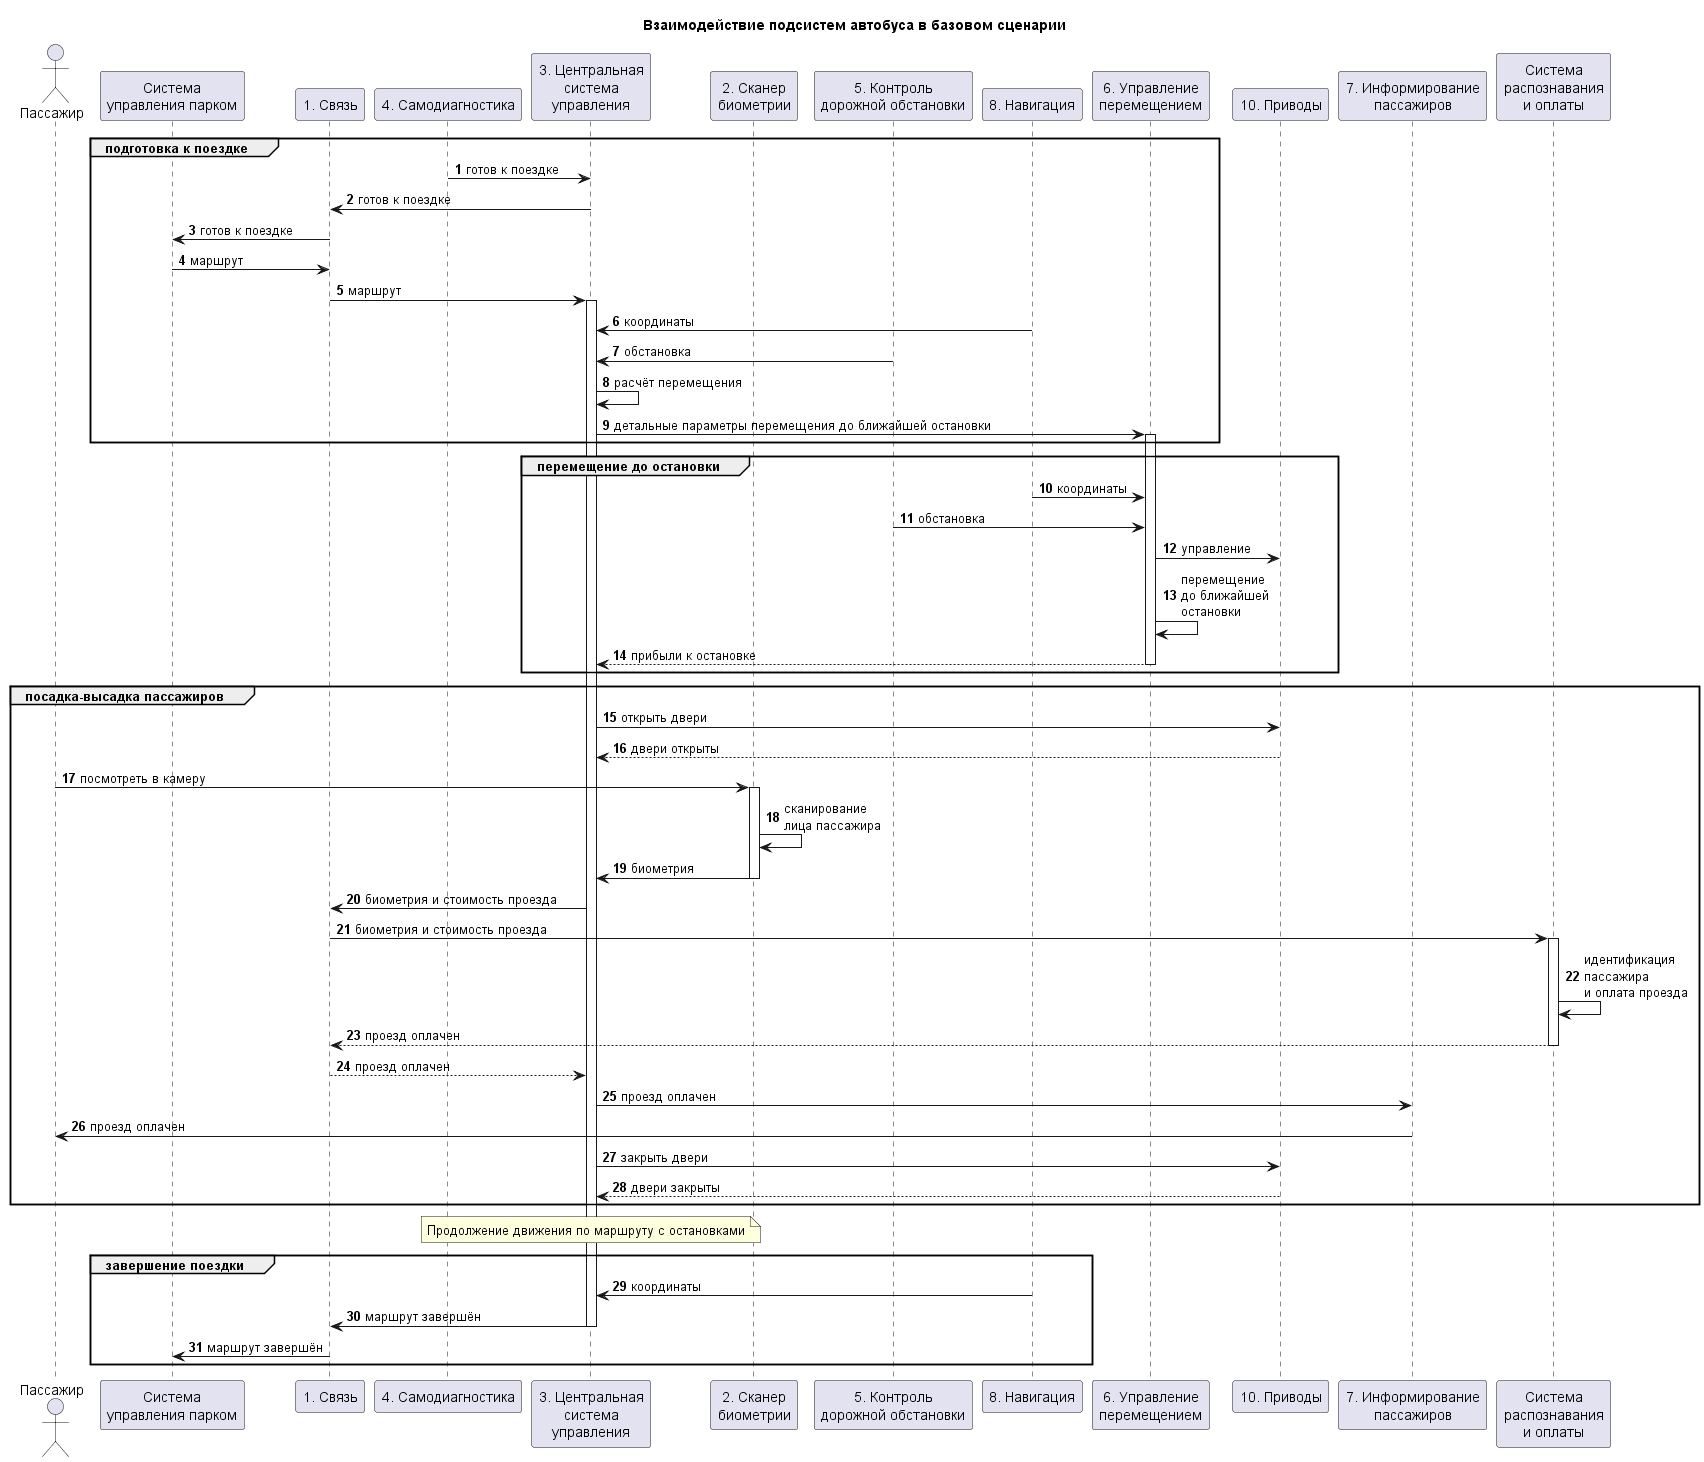 Взаимодействие подсистем автобуса в базовом сценарии
Пассажир
Система
управления парком
1. Связь
4. Самодиагностика
3. Центральная
система
управления
2. Сканер
биометрии
5. Контроль
дорожной обстановки
8. Навигация
6. Управление
перемещением
10. Приводы
7. Информирование
пассажиров
Система
распознавания
и оплаты
подготовка к поездке
1 готов к поездке
2 готов к поездке
3 готов к поездке
4 маршрут
5 маршрут
6 координаты
7 обстановка
8 расчёт перемещения
9 детальные параметры перемещения до ближайшей остановки
перемещение до остановки
10 координаты
11 обстановка
12 управление
перемещение
13 до ближайшей
остановки
14 прибыли к остановке
посадка-высадка пассажиров
15 открыть двери
16 двери открыты
17 посмотреть в камеру
сканирование
18
лица пассажира
19 биометрия
20 биометрия и стоимость проезда
21 биометрия и стоимость проезда
идентификация
22 пассажира
и оплата проезда
23 проезд оплачен
24 проезд оплачен
25 проезд оплачен
26 проезд оплачен
27 закрыть двери
28 двери закрыты
Продолжение движения по маршруту с остановками
завершение поездки
29 координаты
30 маршрут завершён
31 маршрут завершён
Пассажир
Система
управления парком
1. Связь
4. Самодиагностика
3. Центральная
система
управления
2. Сканер
биометрии
5. Контроль
дорожной обстановки
8. Навигация
6. Управление
перемещением
10. Приводы
7. Информирование
пассажиров
Система
распознавания
и оплаты